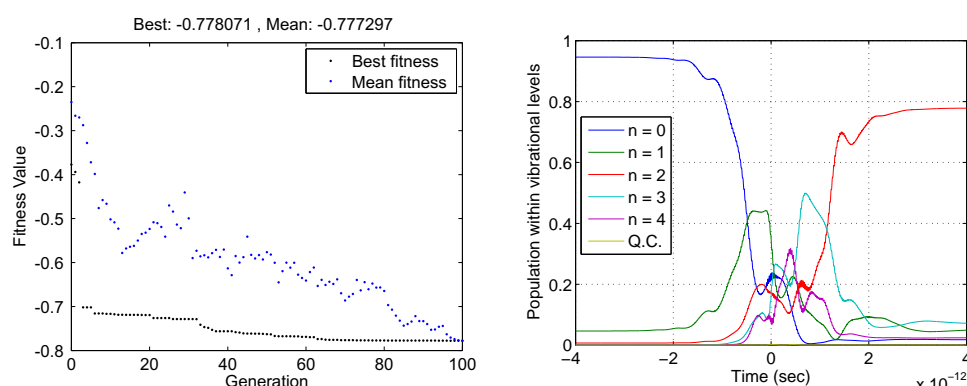 Best: -0.778071 , Mean: -0.777297
-0.1
-0.2
-0.3
-0.4
-0.5
-0.6
-0.7
-0.8
Fitness Value
Best fitness
Mean fitness
0 20 40 60 80 100
Generation
1
0.8
0.6
0.4
0.2
0
Population within vibrational levels
n = 0
n = 1
n = 2
n = 3
n = 4
Q.C.
−4 −2 0 2 4
Time (sec)
x 10⁻¹²